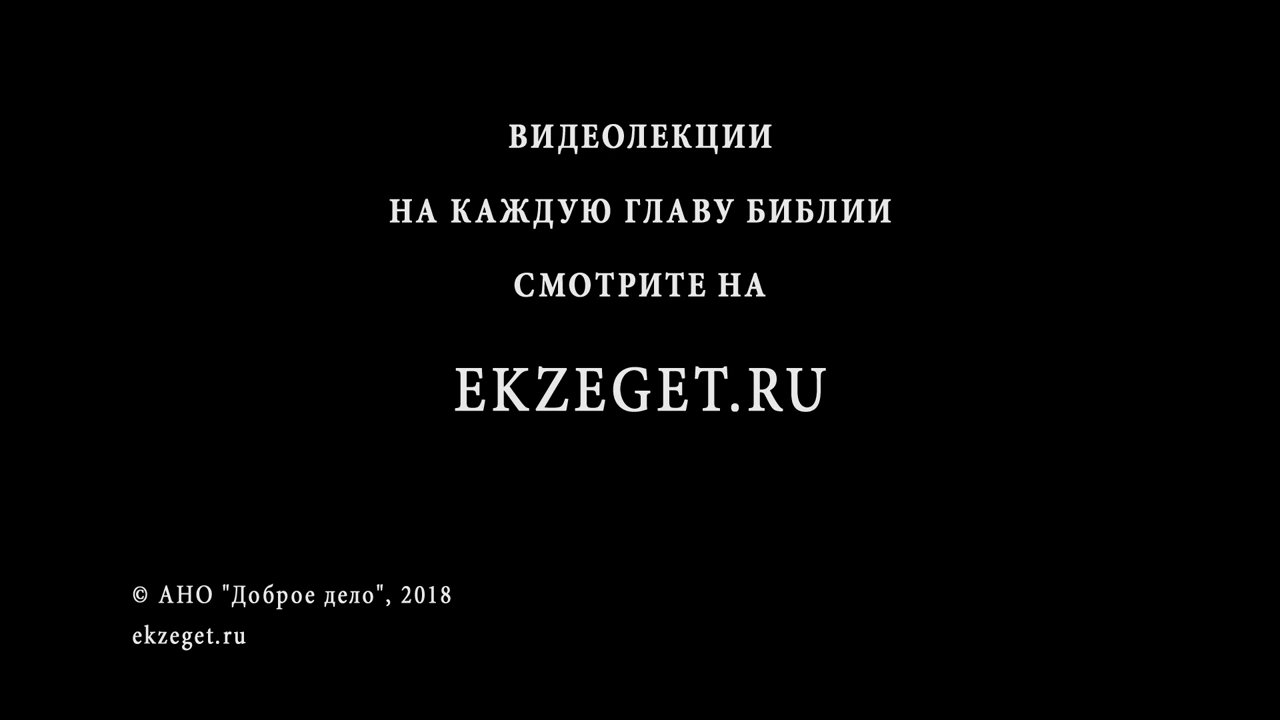 ВИДЕОЛЕКЦИИ
НА КАЖДУЮ ГЛАВУ БИБЛИИ
СМОТРИТЕ НА
EKZEGET.RU
© АНО "Доброе дело", 2018
ekzeget.ru